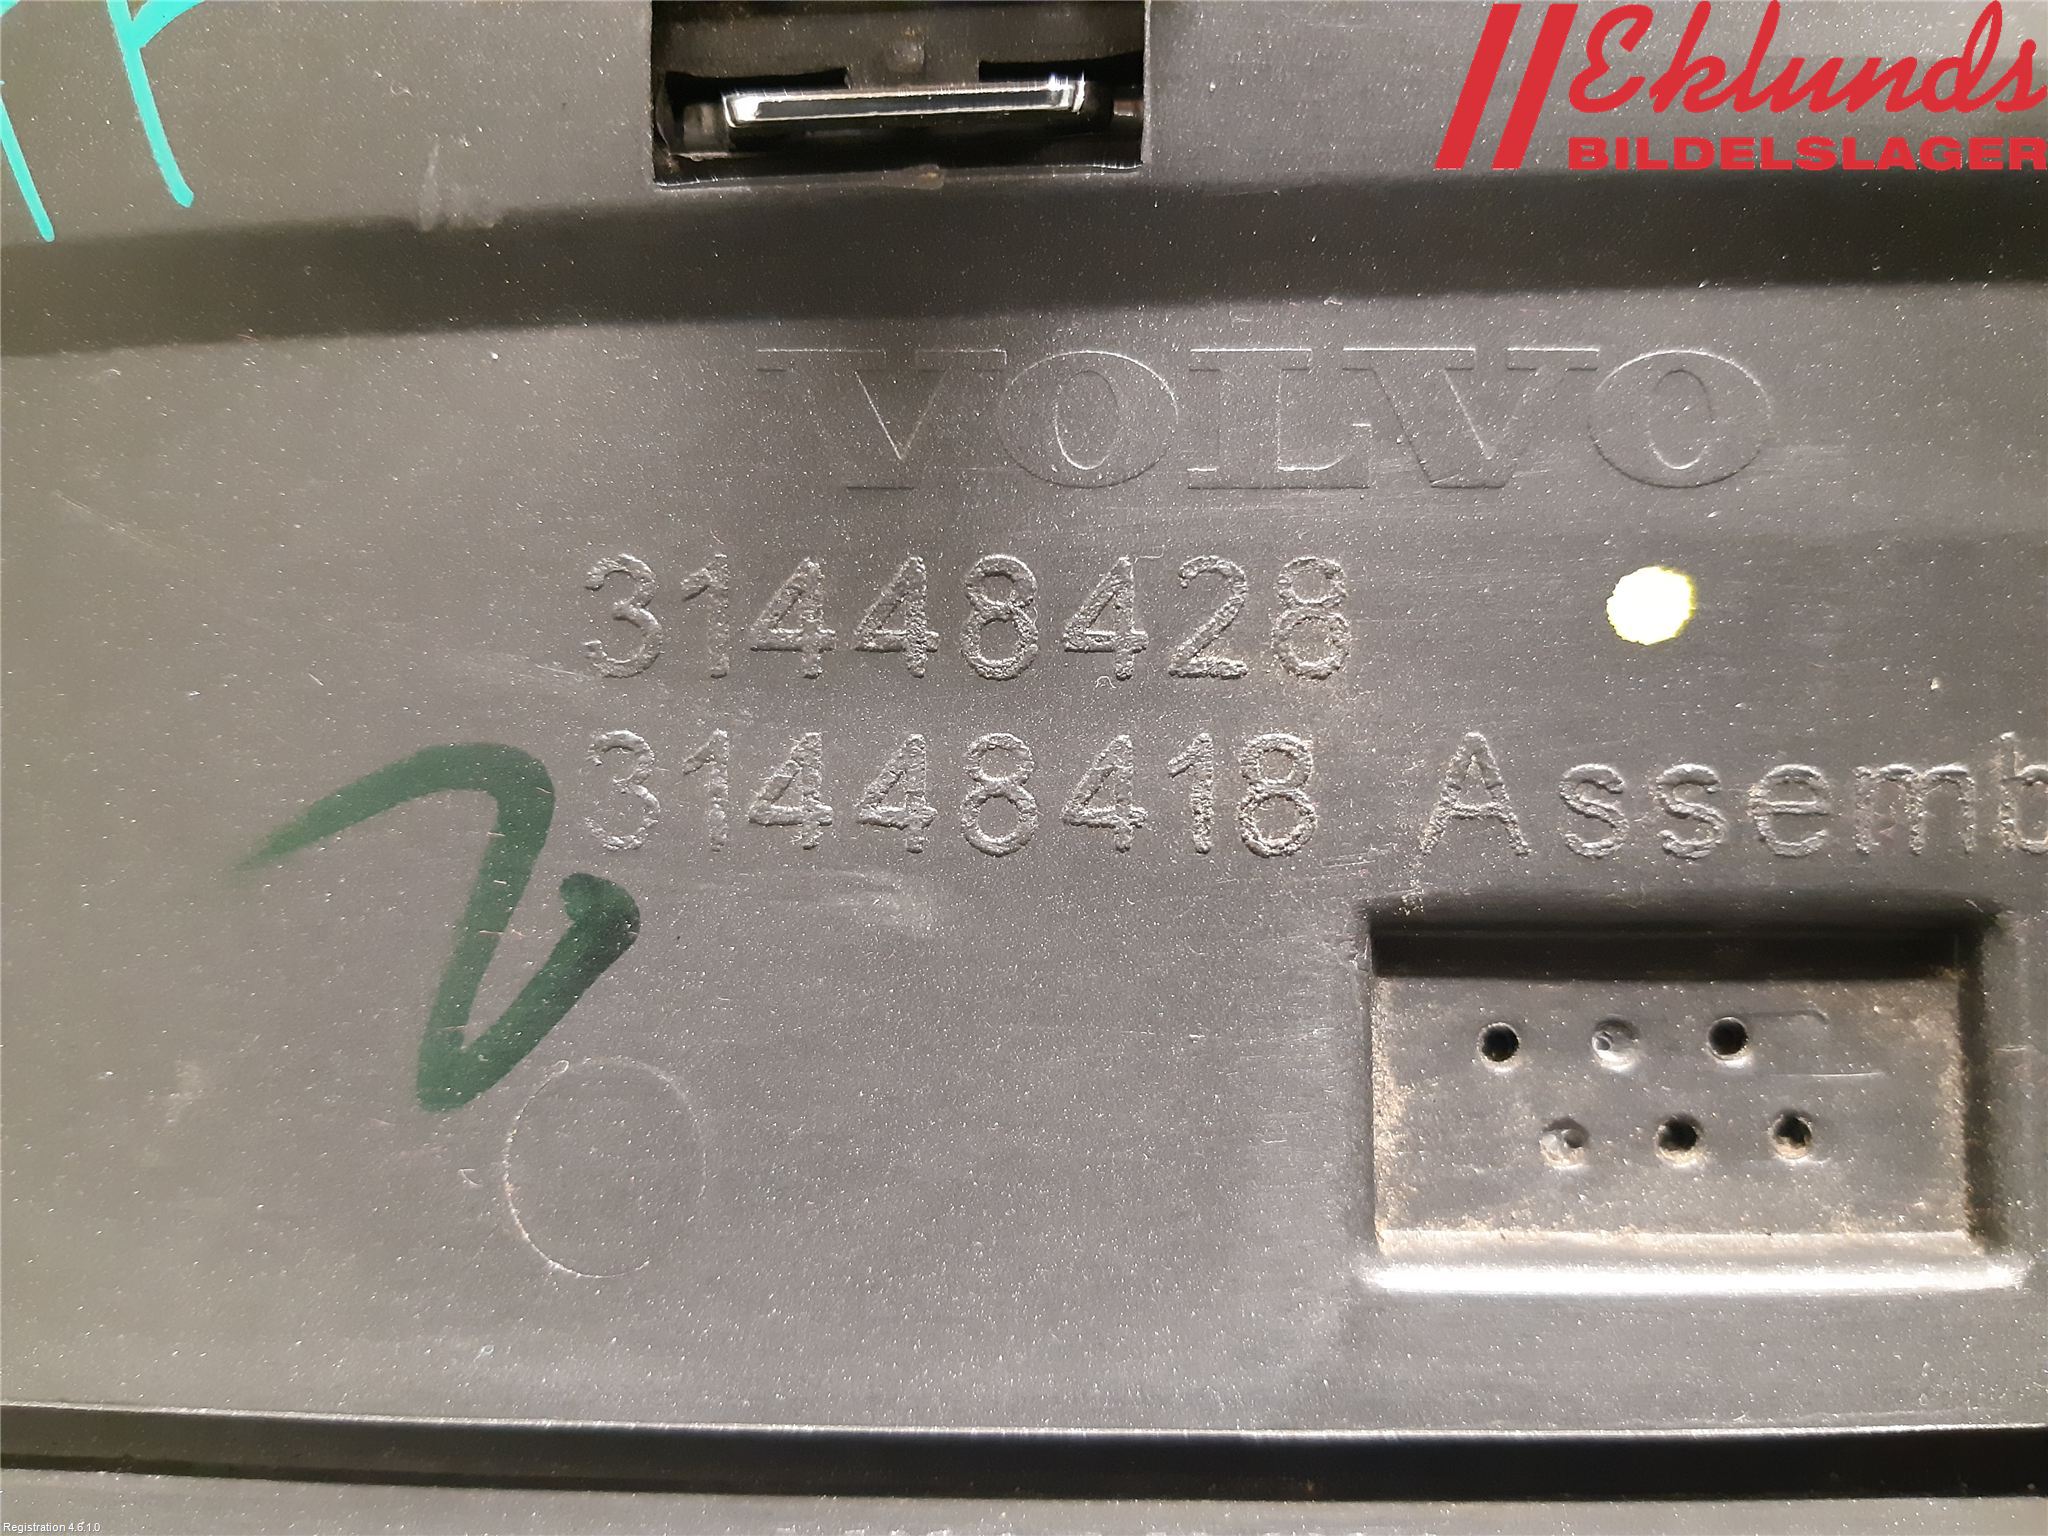 Eklunds
BILDELSLAGER
VOLVO
31448428
31448418 Assemb
Registration 4.6.1.0